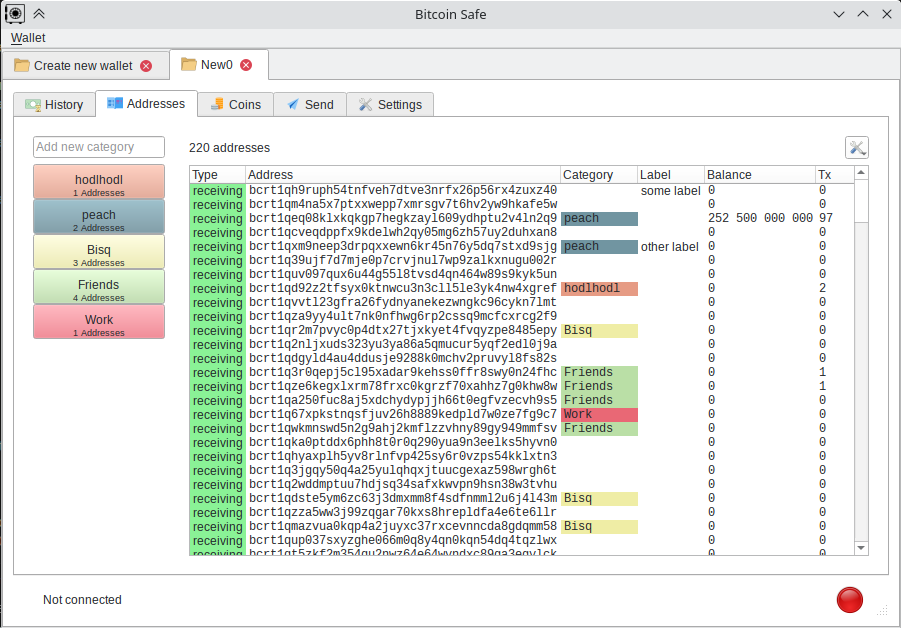 Bitcoin Safe
Wallet
Create new wallet New0
History Addresses Coins Send Settings
Add new category
hodlhodl
1 Addresses
peach
2 Addresses
Bisq
3 Addresses
Friends
4 Addresses
Work
1 Addresses
220 addresses
Type Address Category Label Balance Tx
receiving bcrt1qh9ruph54tnfveh7dtve3nrfx26p56rx4zuxz40 some label 0 0
receiving bcrt1qm4na5x7ptxxwepp7xmrsgv7t6hv2yw9hkafe5w 0 0
receiving bcrt1qeq08klxkqkgp7hegkzayl609ydhptu2v4ln2q9 peach 252 500 000 000 97
receiving bcrt1qcveqdppfx9kdelwh2qy05mg6zh57uy2duhxan8 0 0
receiving bcrt1qxm9neep3drpqxxewn6kr45n76y5dq7stxd9sjg peach other label 0 0
receiving bcrt1q39ujf7d7mje0p7crvjnul7wp9zalkxnugu002r 0 0
receiving bcrt1quv097qux6u44g55l8tvsd4qn464w89s9kyk5un 0 0
receiving bcrt1qd92z2tfsyx0ktnwcu3n3cll5le3yk4nw4xgref hodlhodl 0 2
receiving bcrt1qvvtl23gfra26fydnyanekezwngkc96cykn7lmt 0 0
receiving bcrt1qza9yy4ult7nk0nfhwg6rp2cssq9mcfcxrcg2f9 0 0
receiving bcrt1qr2m7pvyc0p4dtx27tjxkyet4fvqyzpe8485epy Bisq 0 0
receiving bcrt1q2nljxuds323yu3ya86a5qmucur5yqf2edl0j9a 0 0
receiving bcrt1qdgyld4au4ddusje9288k0mchv2pruvyl8fs82s 0 0
receiving bcrt1q3r0qepj5cl95xadar9kehss0ffr8swy0n24fhc Friends 0 1
receiving bcrt1qze6kegxlxrm78frxc0kgrzf70xahhz7g0khw8w Friends 0 1
receiving bcrt1qa250fuc8aj5xdchydypjjh66t0egfvzecvh9s5 Friends 0 0
receiving bcrt1q67xpkstnqsfjuv26h8889kedpld7w0ze7fg9c7 Work 0 0
receiving bcrt1qwkmnswd5n2g9ahj2kmflzzvhny89gy949mmfsv Friends 0 0
receiving bcrt1qka0ptddx6phh8t0r0q290yua9n3eelks5hyvn0 0 0
receiving bcrt1qhyaxplh5yv8rlnfvp425sy6r0vzps54kklxtn3 0 0
receiving bcrt1q3jgqy50q4a25yulqhqxjtuucgexaz598wrgh6t 0 0
receiving bcrt1q2wddmptuu7hdjsq34safxkwvpn9hsn38w3tvhu 0 0
receiving bcrt1qdste5ym6zc63j3dmxmm8f4sdfnmml2u6j4l43m Bisq 0 0
receiving bcrt1qzza5ww3j99zqgar70kxs8hrepldfa4e6te6llr 0 0
receiving bcrt1qmazvua0kqp4a2juyxc37rxcevnncda8gdqmm58 Bisq 0 0
receiving bcrt1qup037sxyzghe066m0q8y4qn0kqn54dq4tqzlwx 0 0
receiving 0 0
Not connected